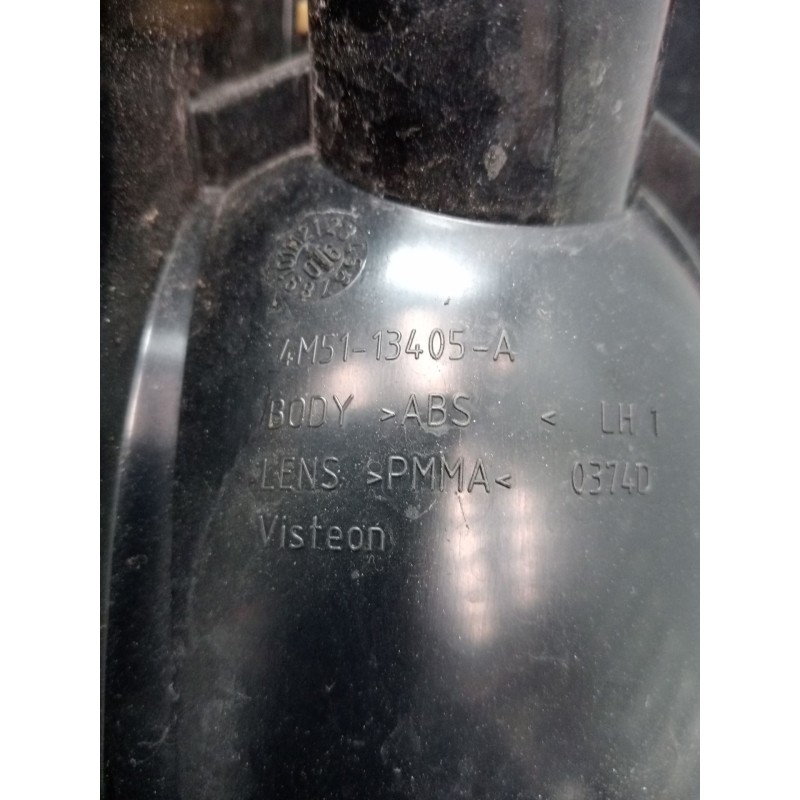 4M51-13405-A
BODY >ABS < LH 1
LENS >PMMA< 0374D
Visteon